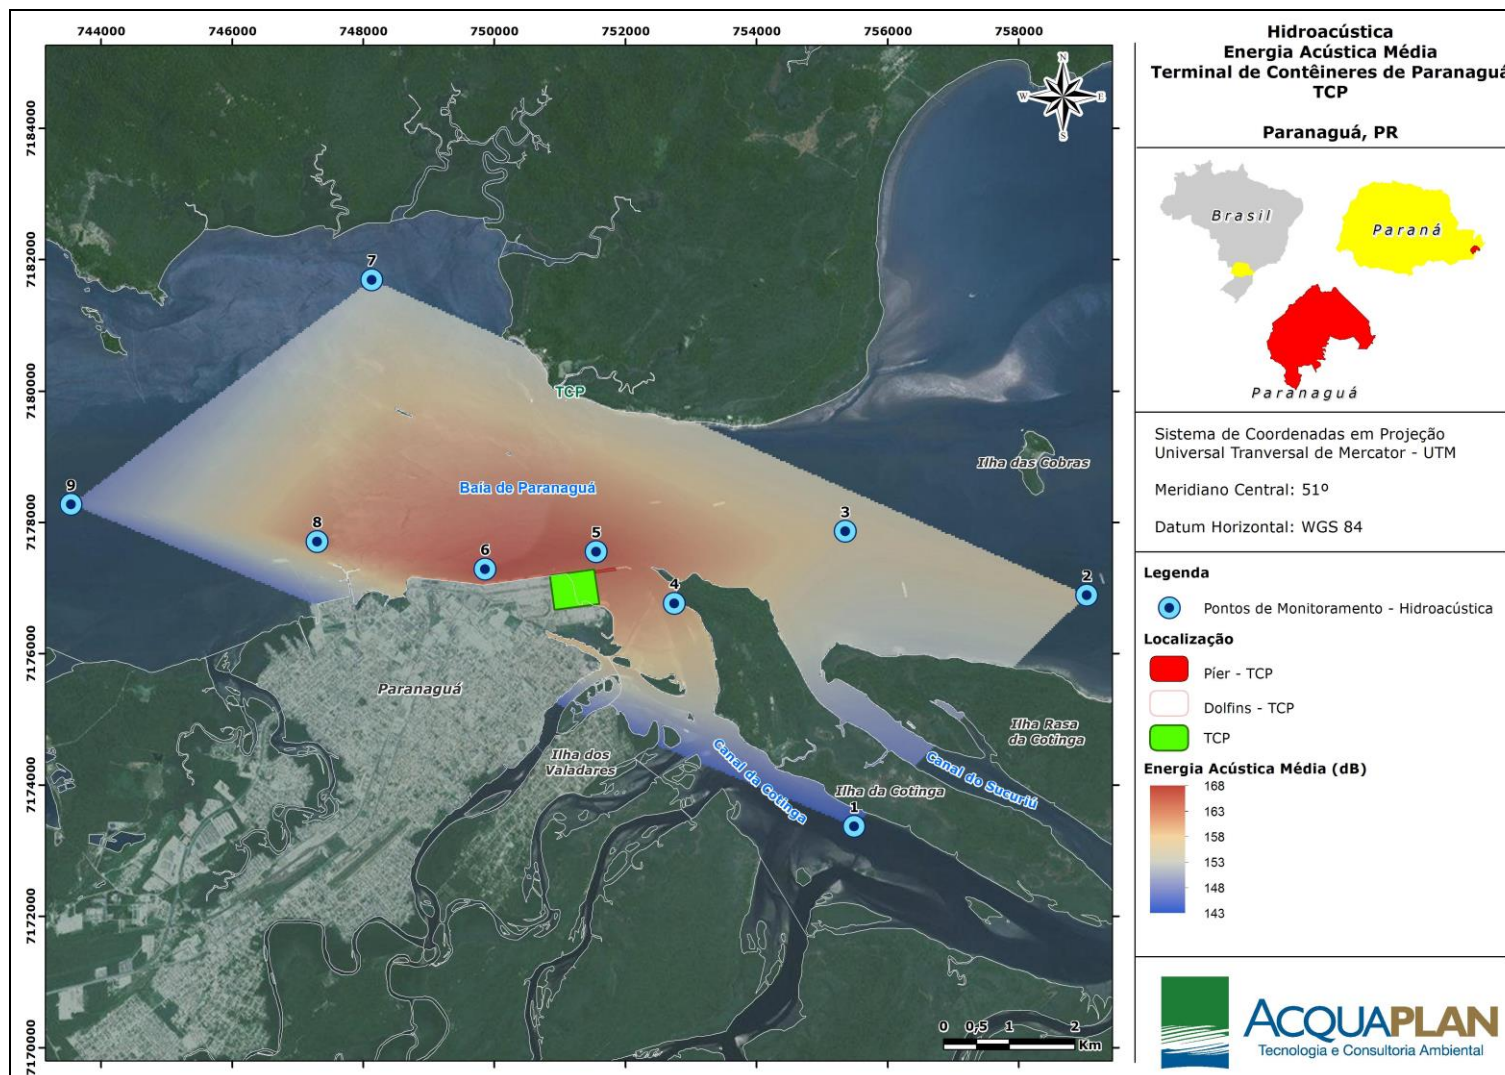 744000 746000 748000 750000 752000 754000 756000 758000
7184000
7182000
7180000
7178000
7176000
7174000
7172000
7170000
N
W E
S
7
TCP
Ilha das Cobras
9
Baía de Paranaguá
8
6
5
3
4
2
Paranaguá
Ilha dos
Valadares
Canal da Cotinga
Ilha da Cotinga
1
Canal do Sucuriú
Ilha Rasa
da Cotinga
0 0,5 1 2
Km
Hidroacústica
Energia Acústica Média
Terminal de Contêineres de Paranaguá
TCP
Paranaguá, PR
Brasil
Paraná
Paranaguá
Sistema de Coordenadas em Projeção
Universal Tranversal de Mercator - UTM
Meridiano Central: 51º
Datum Horizontal: WGS 84
Legenda
Pontos de Monitoramento - Hidroacústica
Localização
Píer - TCP
Dolfins - TCP
TCP
Energia Acústica Média (dB)
168
163
158
153
148
143
ACQUAPLAN
Tecnologia e Consultoria Ambiental